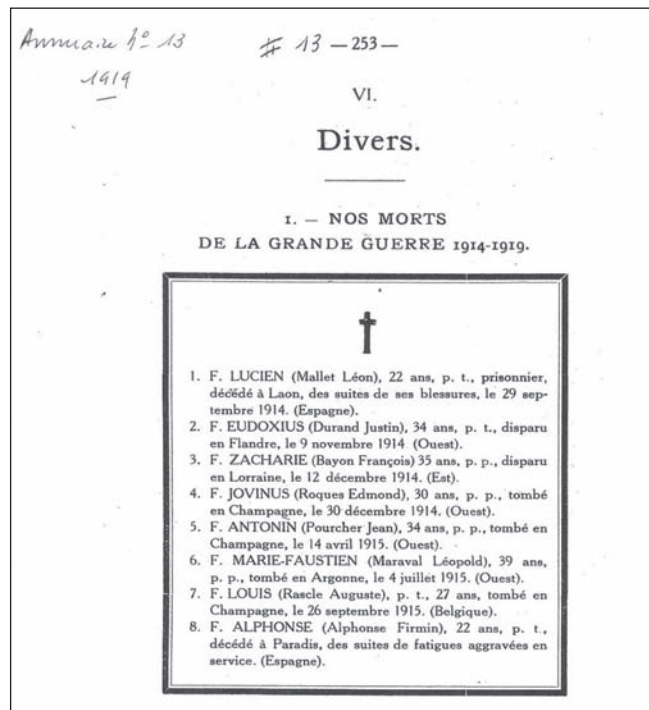 Annuaire nº 13 # 13 — 253 —
1919
VI.
Divers.
1. — NOS MORTS
DE LA GRANDE GUERRE 1914-1919.
1. F. LUCIEN (Mallet Léon), 22 ans, p. t., prisonnier,
décédé à Laon, des suites de ses blessures, le 29 sep-
tembre 1914. (Espagne).
2. F. EUDOXIUS (Durand Justin), 34 ans, p. t., disparu
en Flandre, le 9 novembre 1914 (Ouest).
3. F. ZACHARIE (Bayon François) 35 ans, p. p., disparu
en Lorraine, le 12 décembre 1914. (Est).
4. F. JOVINUS (Roques Edmond), 30 ans, p. p., tombé
en Champagne, le 30 décembre 1914. (Ouest).
5. F. ANTONIN (Pourcher Jean), 34 ans, p. p., tombé en
Champagne, le 14 avril 1915. (Ouest).
6. F. MARIE-FAUSTIEN (Maraval Léopold), 39 ans,
p. p., tombé en Argonne, le 4 juillet 1915. (Ouest).
7. F. LOUIS (Rascle Auguste), p. t., 27 ans, tombé en
Champagne, le 26 septembre 1915. (Belgique).
8. F. ALPHONSE (Alphonse Firmin), 22 ans, p. t.,
décédé à Paradis, des suites de fatigues aggravées en
service. (Espagne).